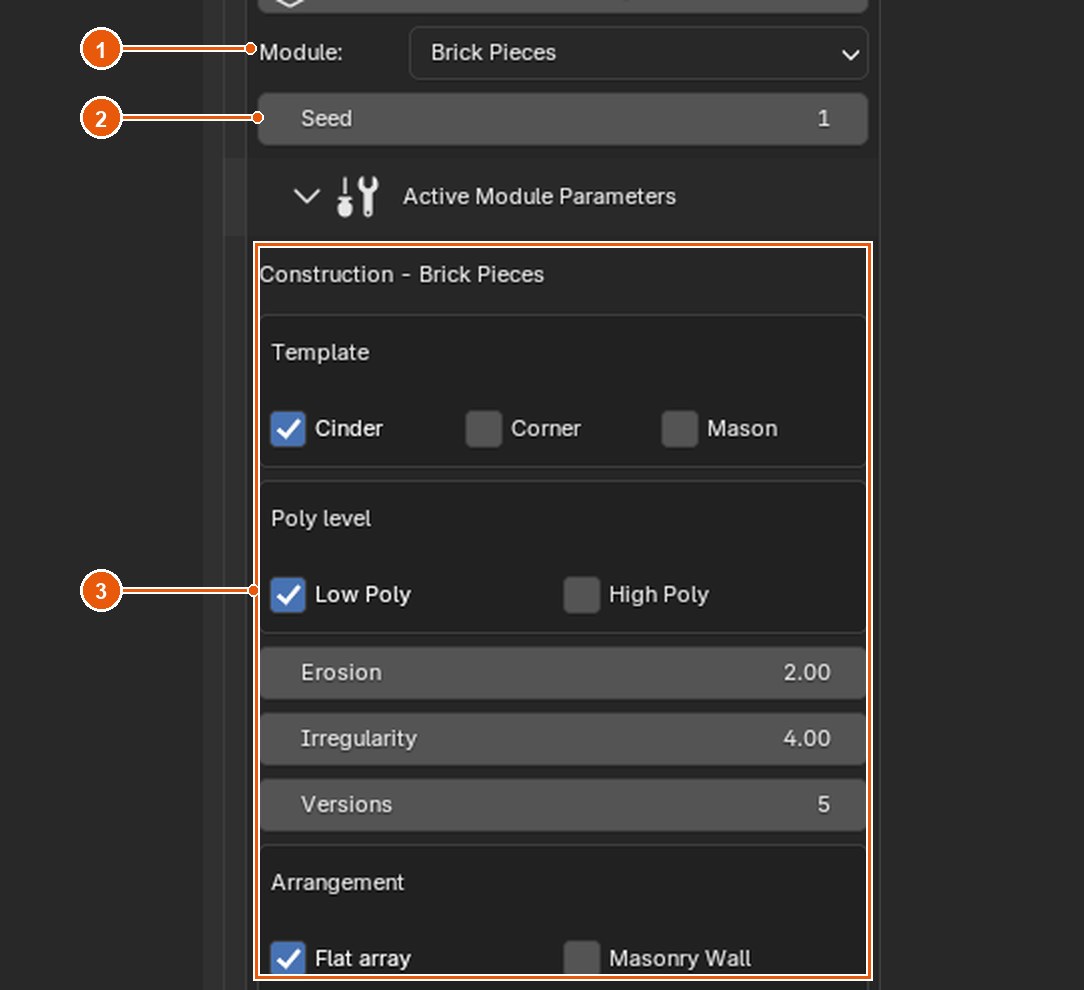 1 Module: Brick Pieces
2 Seed 1
Active Module Parameters
Construction - Brick Pieces
Template
Cinder Corner Mason
Poly level
3 Low Poly High Poly
Erosion 2.00
Irregularity 4.00
Versions 5
Arrangement
Flat array Masonry Wall